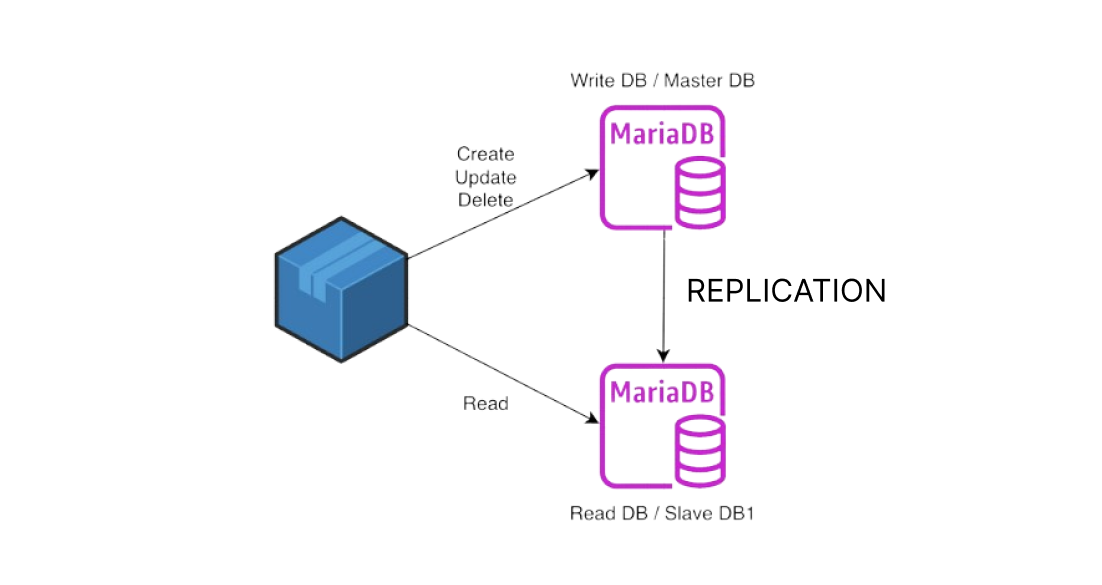 Write DB / Master DB
MariaDB
Create
Update
Delete
REPLICATION
MariaDB
Read
Read DB / Slave DB1